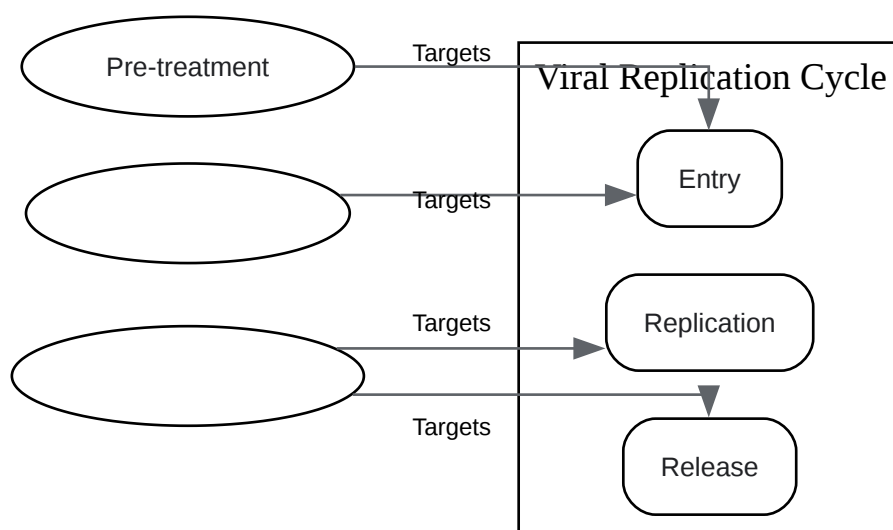 Pre-treatment
Targets
Viral Replication Cycle
Entry
Targets
Targets
Replication
Targets
Release